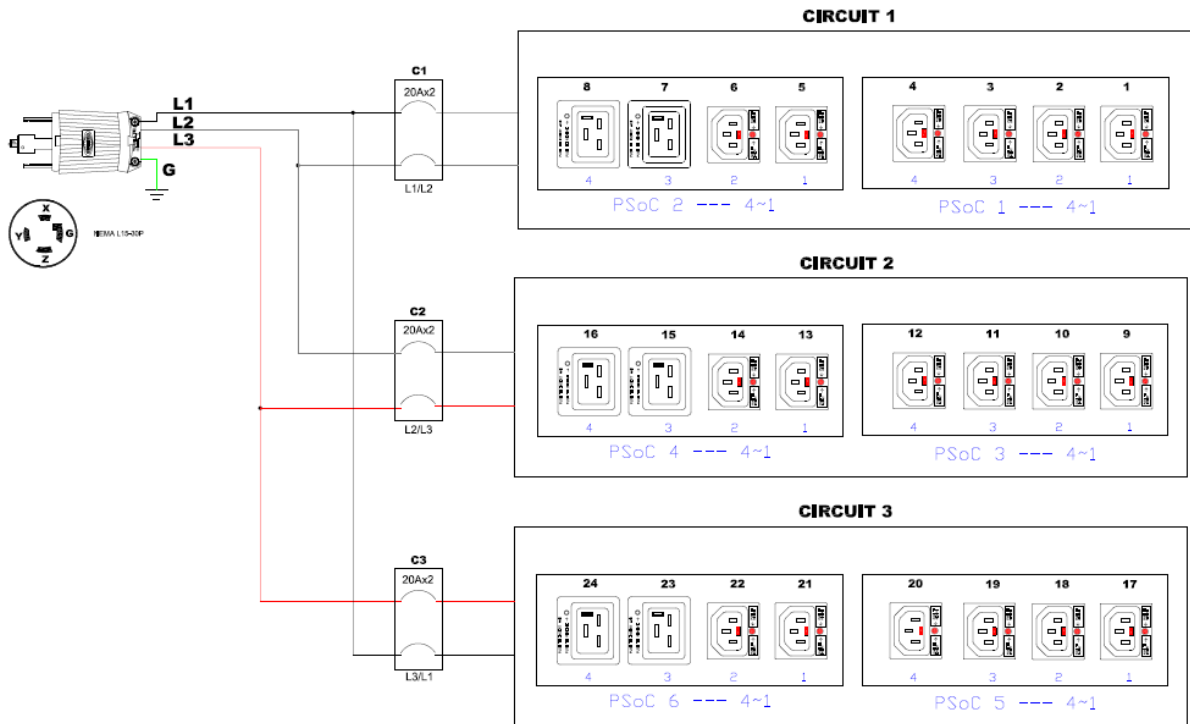 CIRCUIT 1
C1
20Ax2
L1/L2
8 7 6 5 4 3 2 1
4 3 2 1 4 3 2 1
PSoC 2 --- 4~1 PSoC 1 --- 4~1
L1
L2
L3
G
X
Y G
Z
CIRCUIT 2
C2
20Ax2
L2/L3
16 15 14 13 12 11 10 9
4 3 2 1 4 3 2 1
PSoC 4 --- 4~1 PSoC 3 --- 4~1
CIRCUIT 3
C3
20Ax2
L3/L1
24 23 22 21 20 19 18 17
4 3 2 1 4 3 2 1
PSoC 6 --- 4~1 PSoC 5 --- 4~1